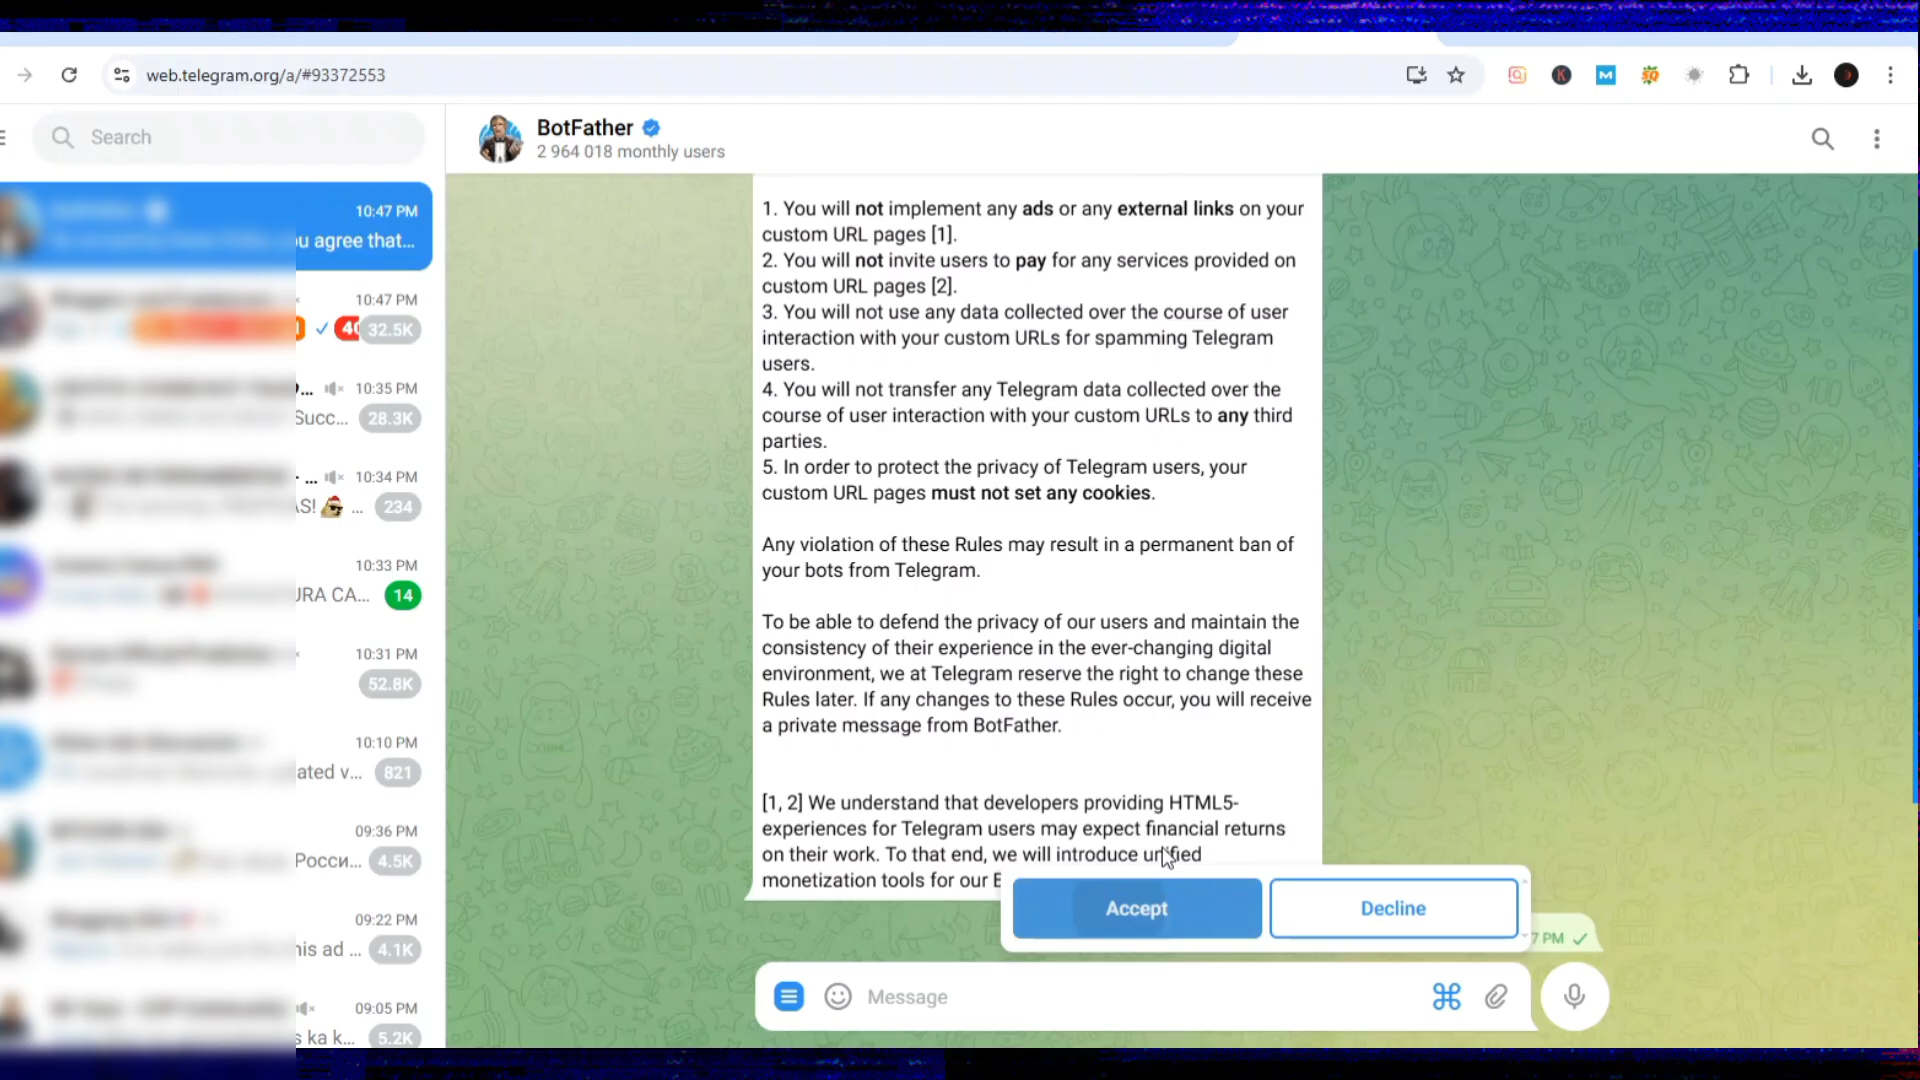 web.telegram.org/a/#93372553
Search
10:47 PM
ou agree that...
10:47 PM
32.5K
10:35 PM
Succ... 28.3K
10:34 PM
234
10:33 PM
URA CA... 14
10:31 PM
52.8K
10:10 PM
ated v... 821
09:36 PM
Росси... 4.5K
09:22 PM
his ad ... 4.1K
09:05 PM
s ka k... 5.2K
BotFather
2 964 018 monthly users
1. You will not implement any ads or any external links on your
custom URL pages [1].
2. You will not invite users to pay for any services provided on
custom URL pages [2].
3. You will not use any data collected over the course of user
interaction with your custom URLs for spamming Telegram
users.
4. You will not transfer any Telegram data collected over the
course of user interaction with your custom URLs to any third
parties.
5. In order to protect the privacy of Telegram users, your
custom URL pages must not set any cookies.
Any violation of these Rules may result in a permanent ban of
your bots from Telegram.
To be able to defend the privacy of our users and maintain the
consistency of their experience in the ever-changing digital
environment, we at Telegram reserve the right to change these
Rules later. If any changes to these Rules occur, you will receive
a private message from BotFather.
[1, 2] We understand that developers providing HTML5-
experiences for Telegram users may expect financial returns
on their work. To that end, we will introduce unified
monetization tools for our
Accept
Decline
7 PM
Message